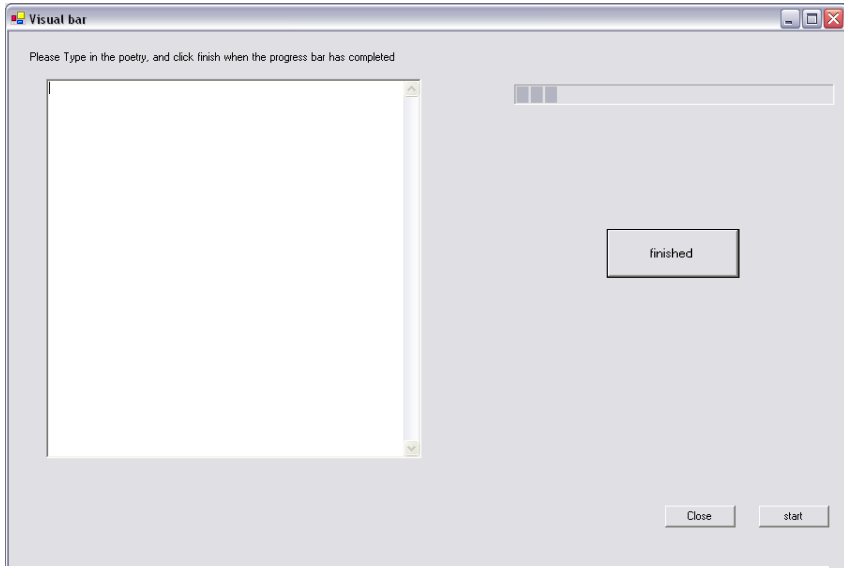 Visual bar
Please Type in the poetry, and click finish when the progress bar has completed
finished
Close
start